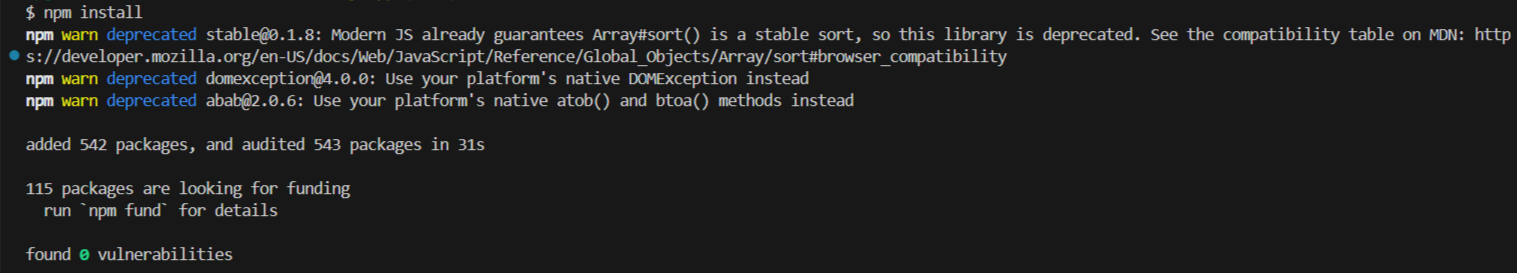 $ npm install
npm warn deprecated stable@0.1.8: Modern JS already guarantees Array#sort() is a stable sort, so this library is deprecated. See the compatibility table on MDN: http
s://developer.mozilla.org/en-US/docs/Web/JavaScript/Reference/Global_Objects/Array/sort#browser_compatibility
npm warn deprecated domexception@4.0.0: Use your platform's native DOMException instead
npm warn deprecated abab@2.0.6: Use your platform's native atob() and btoa() methods instead
added 542 packages, and audited 543 packages in 31s
115 packages are looking for funding
  run `npm fund` for details
found 0 vulnerabilities